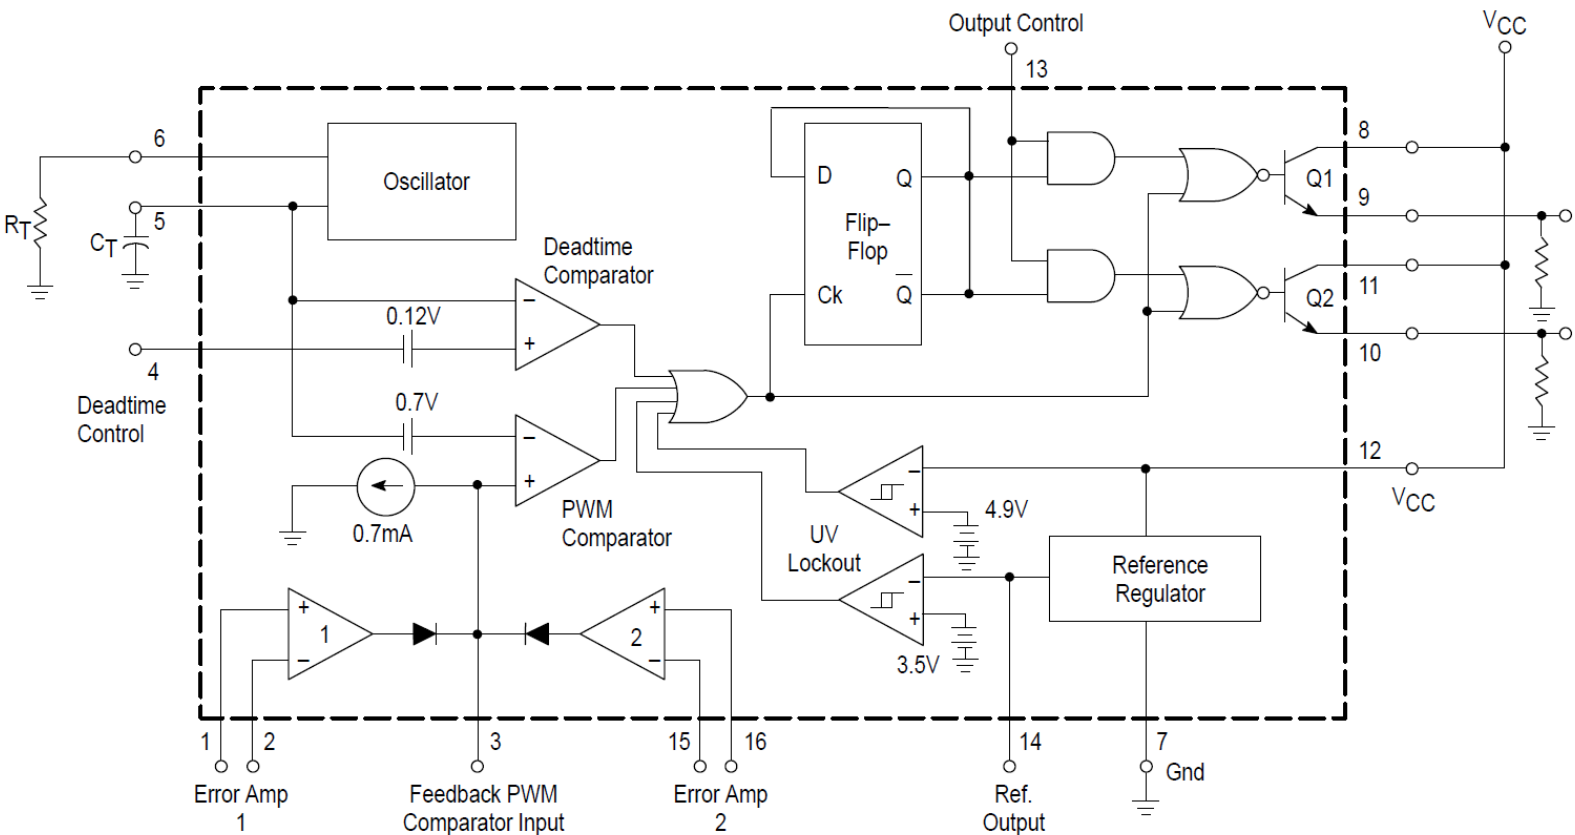 Output Control
VCC
13
6
8
D
Q
Q1
Oscillator
5
9
RT
CT
Flip–
Flop
Deadtime
Comparator
–
+
Ck
Q
Q2
11
0.12V
4
10
Deadtime
Control
0.7V
–
+
12
VCC
–
+
4.9V
0.7mA
PWM
Comparator
UV
Lockout
Reference
Regulator
–
+
3.5V
+
1
–
+
2
–
1
2
3
15
16
14
7
Gnd
Error Amp
1
Feedback PWM
Comparator Input
Error Amp
2
Ref.
Output